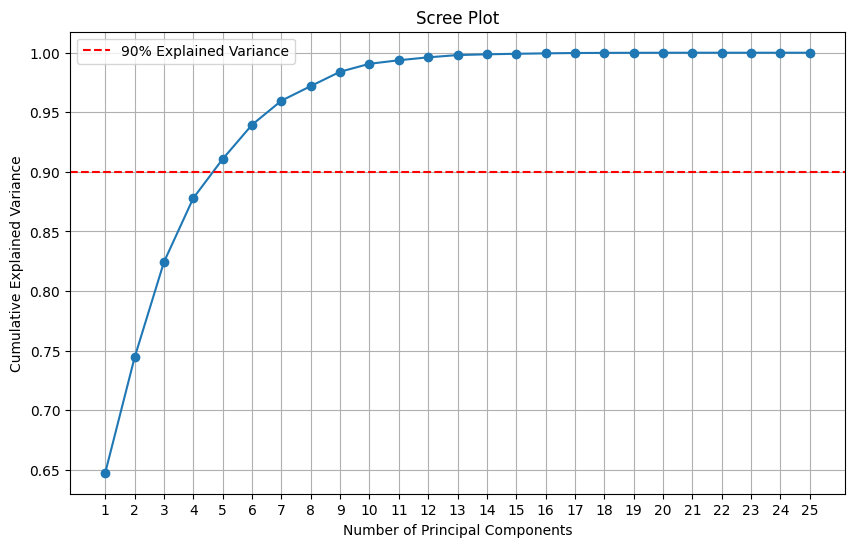 Scree Plot
90% Explained Variance
Cumulative Explained Variance
1.00
0.95
0.90
0.85
0.80
0.75
0.70
0.65
1 2 3 4 5 6 7 8 9 10 11 12 13 14 15 16 17 18 19 20 21 22 23 24 25
Number of Principal Components